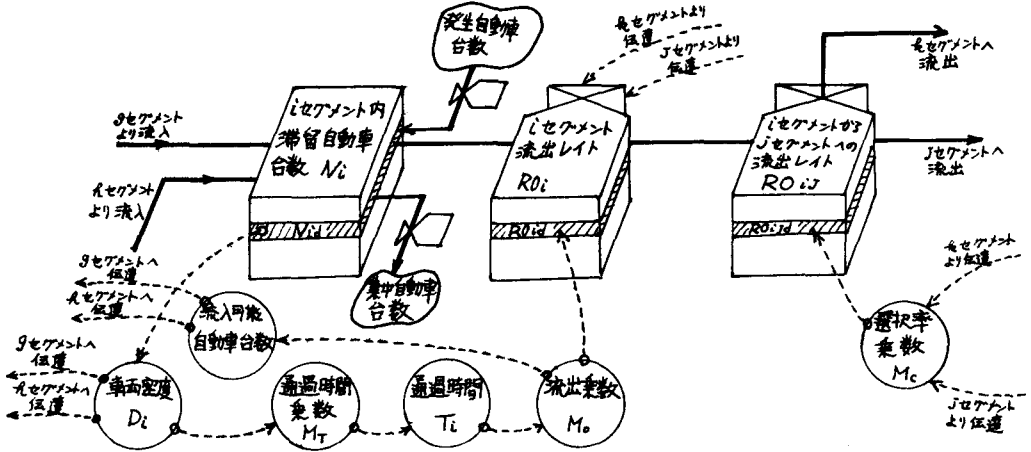 発生自動車
台数
kセグメントより
伝達
jセグメントより
伝達
kセグメントへ
流出
gセグメント
より流入
iセグメント内
滞留自動車
台数 Ni
iセグメント
流出レイト
ROi
iセグメントから
jセグメントへの
流出レイト
ROij
jセグメントへ
流出
hセグメント
より流入
Nid
ROid
ROijd
集中自動車
台数
gセグメントへ
伝達
hセグメントへ
伝達
流入可能
自動車台数
kセグメント
より伝達
選択率
乗数
Mc
gセグメントへ
伝達
hセグメントへ
伝達
車両密度
Di
通過時間
乗数
MT
通過時間
Ti
流出乗数
Mo
jセグメント
より伝達